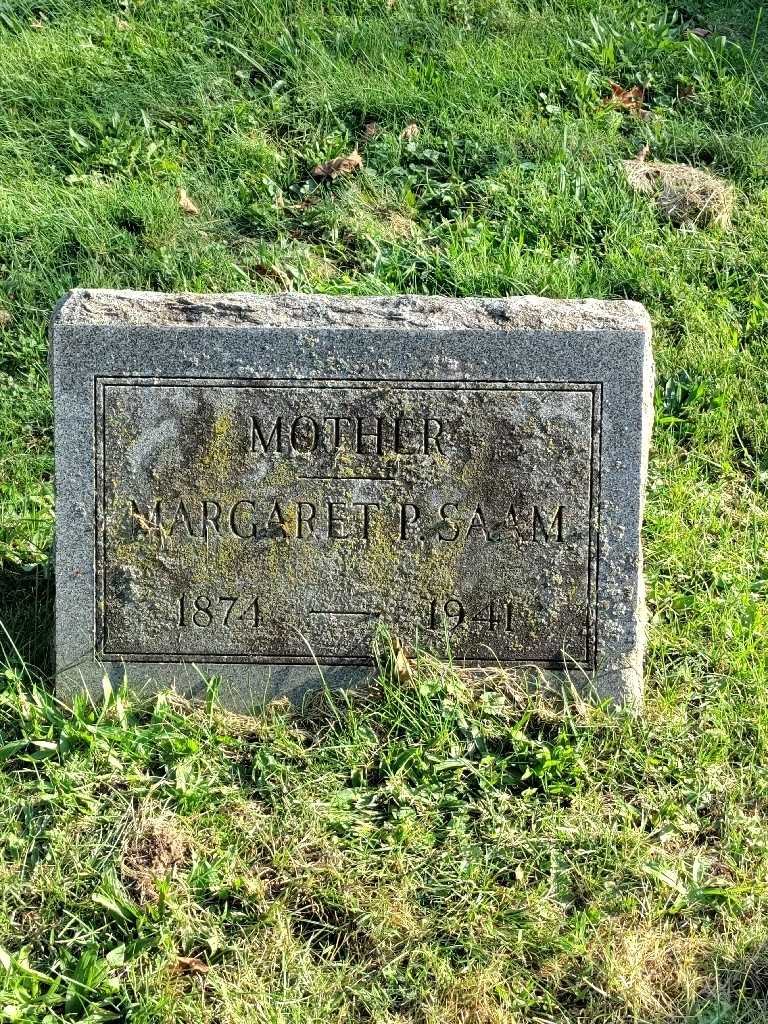 MOTHER
MARGARET P. SAAM
1874 — 1941